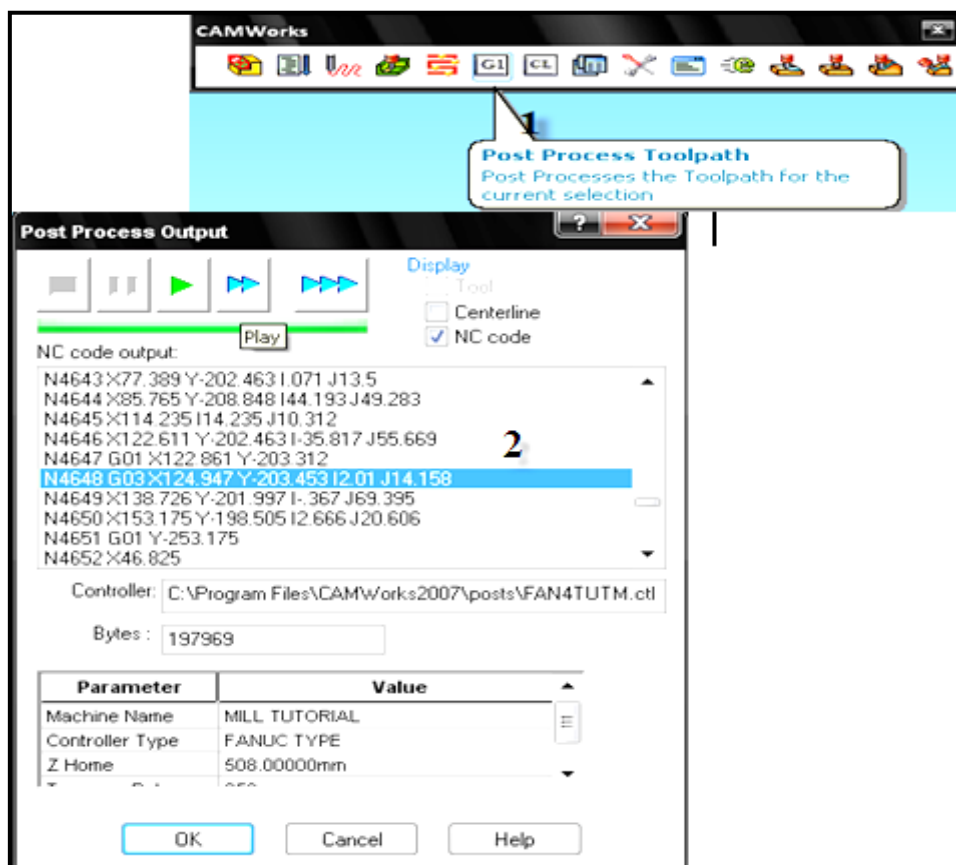 CAMWorks
G1 CL
1
Post Process Toolpath
Post Processes the Toolpath for the
current selection
Post Process Output
?
Display
Tool
Centerline
NC code
Play
NC code output:
N4643 X77.389 Y-202.463 I.071 J13.5
N4644 X85.765 Y-208.848 I44.193 J49.283
N4645 X114.235 I14.235 J10.312
N4646 X122.611 Y-202.463 I-35.817 J55.669
N4647 G01 X122.861 Y-203.312
2
N4648 G03 X124.947 Y-203.453 I2.01 J14.158
N4649 X138.726 Y-201.997 I-.367 J69.395
N4650 X153.175 Y-198.505 I2.666 J20.606
N4651 G01 Y-253.175
N4652 X46.825
Controller: C:\Program Files\CAMWorks2007\posts\FAN4TUTM.ctl
Bytes : 197969
Parameter Value
Machine Name MILL TUTORIAL
Controller Type FANUC TYPE
Z Home 508.00000mm
OK Cancel Help